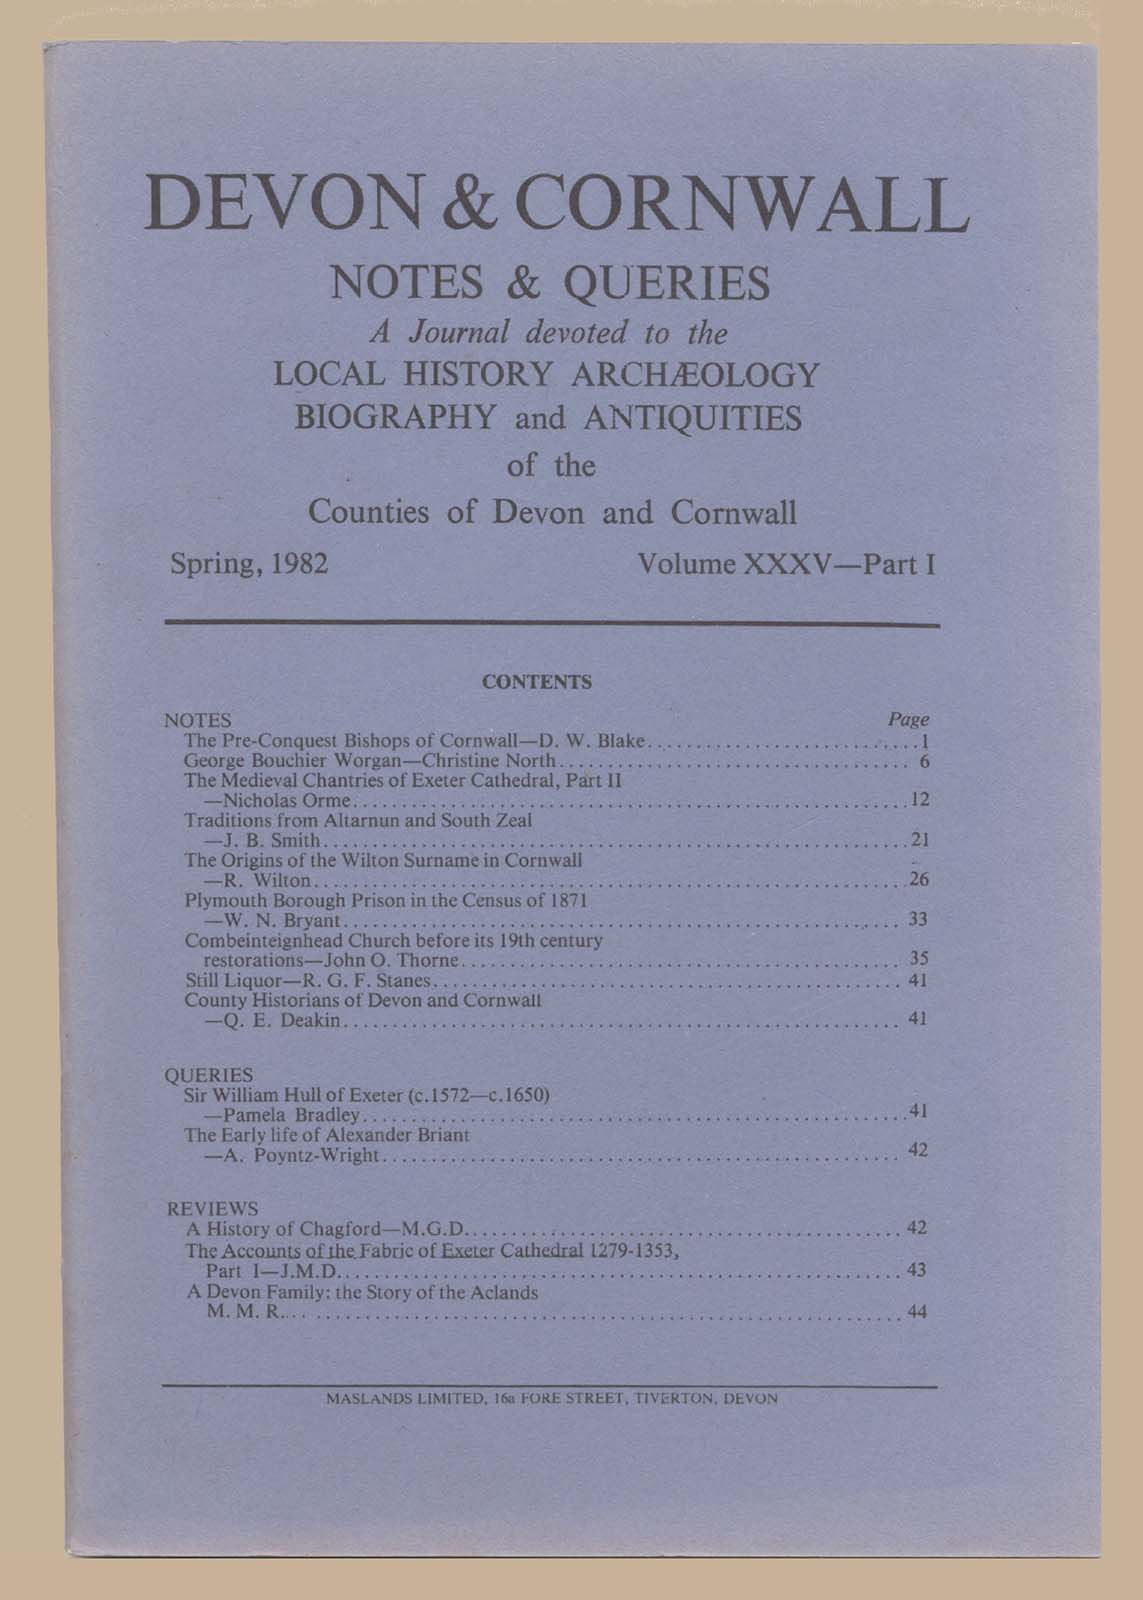 DEVON & CORNWALL
NOTES & QUERIES
A Journal devoted to the
LOCAL HISTORY ARCHÆOLOGY
BIOGRAPHY and ANTIQUITIES
of the
Counties of Devon and Cornwall
Spring, 1982 Volume XXXV—Part I
CONTENTS
NOTES Page
The Pre-Conquest Bishops of Cornwall—D. W. Blake 1
George Bouchier Worgan—Christine North 6
The Medieval Chantries of Exeter Cathedral, Part II
—Nicholas Orme 12
Traditions from Altarnun and South Zeal
—J. B. Smith 21
The Origins of the Wilton Surname in Cornwall
—R. Wilton 26
Plymouth Borough Prison in the Census of 1871
—W. N. Bryant 33
Combeinteignhead Church before its 19th century
restorations—John O. Thorne 35
Still Liquor—R. G. F. Stanes 41
County Historians of Devon and Cornwall
—Q. E. Deakin 41
QUERIES
Sir William Hull of Exeter (c.1572—c.1650)
—Pamela Bradley 41
The Early life of Alexander Briant
—A. Poyntz-Wright 42
REVIEWS
A History of Chagford—M.G.D. 42
The Accounts of the Fabric of Exeter Cathedral 1279-1353,
Part I—J.M.D. 43
A Devon Family: the Story of the Aclands
M. M. R. 44
MASLANDS LIMITED, 16a FORE STREET, TIVERTON, DEVON